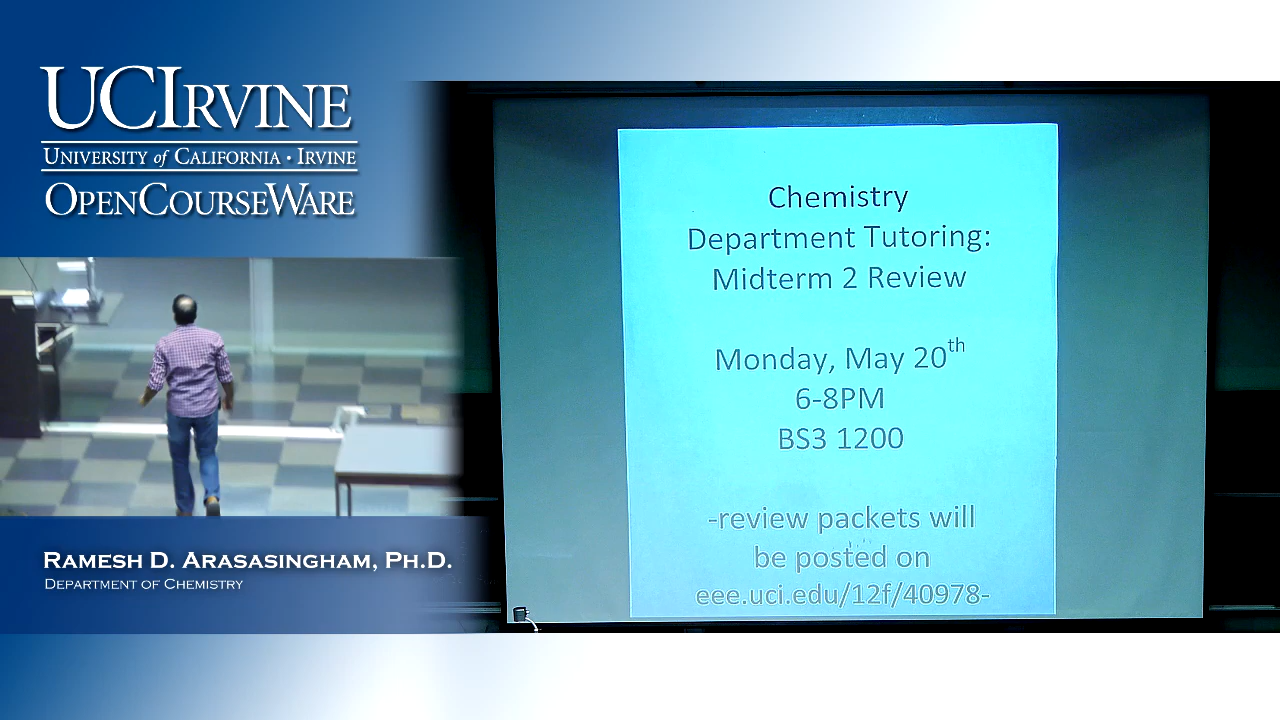 UCIRVINE
UNIVERSITY of CALIFORNIA · IRVINE
OPENCOURSEWARE
RAMESH D. ARASASINGHAM, PH.D.
DEPARTMENT OF CHEMISTRY
Chemistry
Department Tutoring:
Midterm 2 Review
Monday, May 20th
6-8PM
BS3 1200
-review packets will
be posted on
eee.uci.edu/12f/40978-